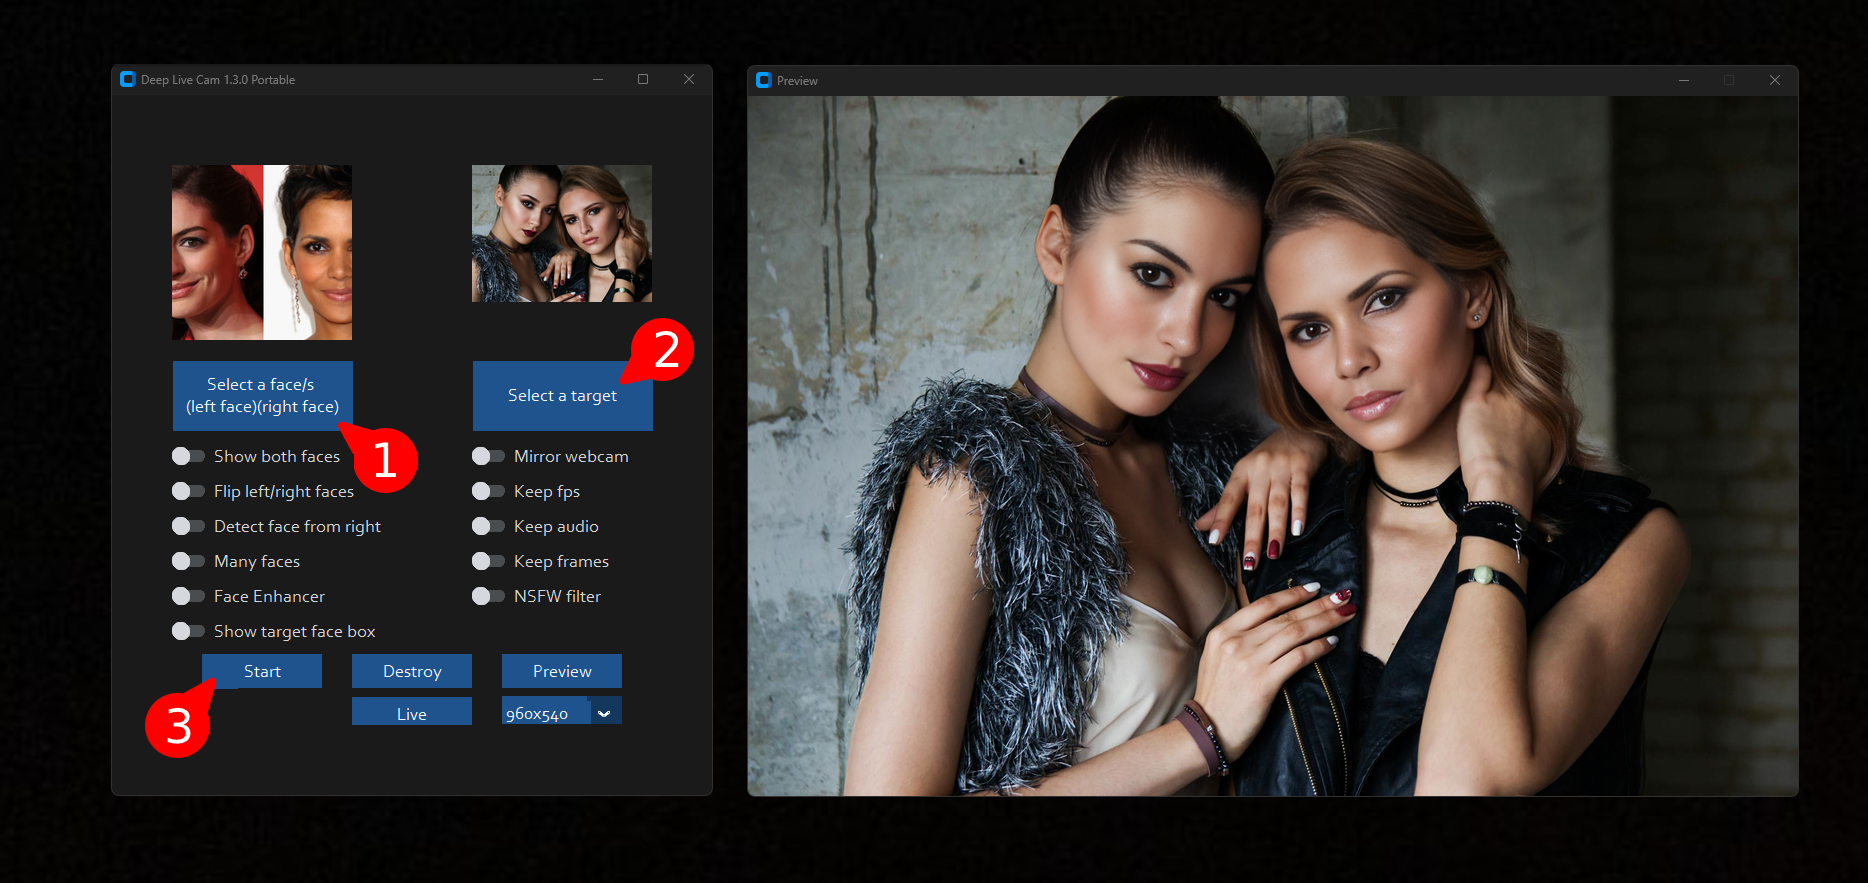 Deep Live Cam 1.3.0 Portable
Select a face/s
(left face)(right face)
1
Select a target
2
Show both faces
Flip left/right faces
Detect face from right
Many faces
Face Enhancer
Show target face box
Mirror webcam
Keep fps
Keep audio
Keep frames
NSFW filter
Start
Destroy
Preview
3
Live
960x540
Preview